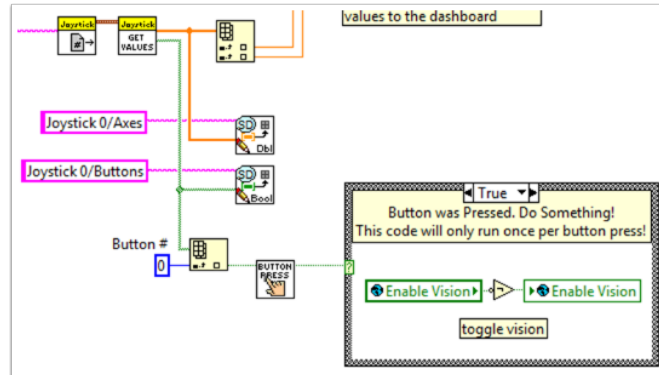 values to the dashboard
Joystick
Joystick
GET
VALUES
#
Joystick 0/Axes
SD
Dbl
Joystick 0/Buttons
SD
Bool
True
Button was Pressed. Do Something!
This code will only run once per button press!
Button #
0
BUTTON
PRESS
?
Enable Vision
Enable Vision
toggle vision